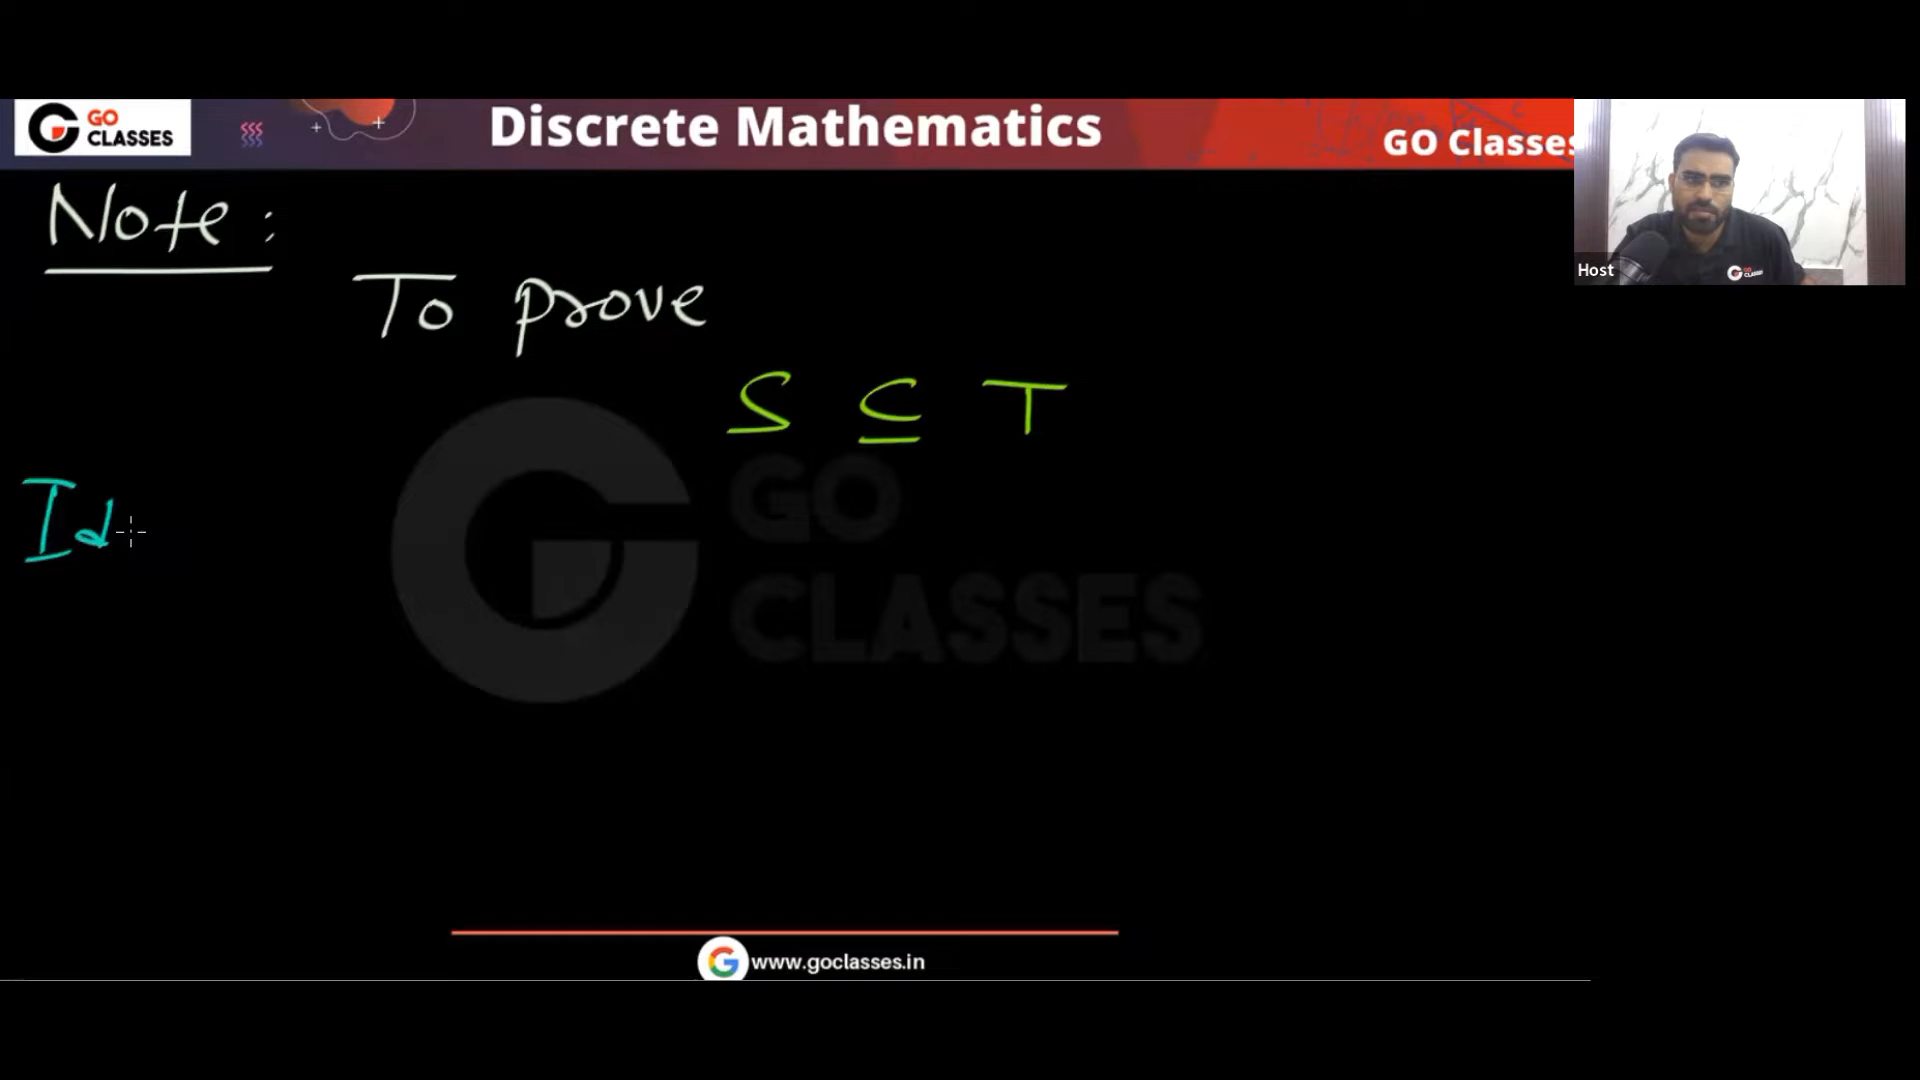 GO
CLASSES
Discrete Mathematics
GO Classes
Host
Note:
To prove
S ⊆ T
Id
GO
CLASSES
www.goclasses.in